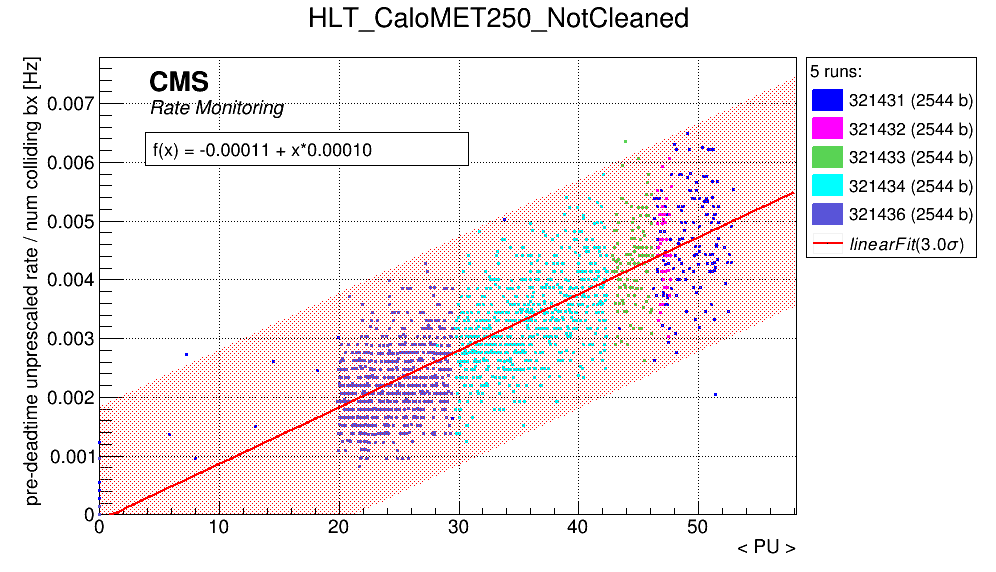 HLT_CaloMET250_NotCleaned
pre-deadtime unprescaled rate / num colliding bx [Hz]
CMS
Rate Monitoring
f(x) = -0.00011 + x*0.00010
0.007
0.006
0.005
0.004
0.003
0.002
0.001
0
0 10 20 30 40 50
< PU >
5 runs:
321431 (2544 b)
321432 (2544 b)
321433 (2544 b)
321434 (2544 b)
321436 (2544 b)
linearFit(3.0σ)